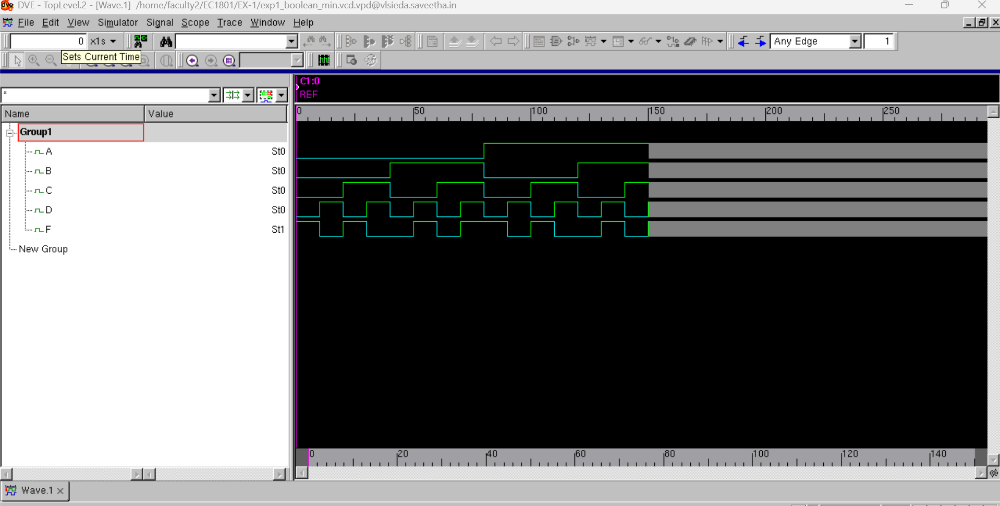 dve DVE - TopLevel.2 - [Wave.1] /home/faculty2/EC1801/EX-1/exp1_boolean_min.vcd.vpd@vlsieda.saveetha.in
File Edit View Simulator Signal Scope Trace Window Help
0 x1s Any Edge 1
Sets Current Time
C1:0
REF
*
Name Value
0 50 100 150 200 250
Group1
A St0
B St0
C St0
D St0
F St1
New Group
0 20 40 60 80 100 120 140
Wave.1